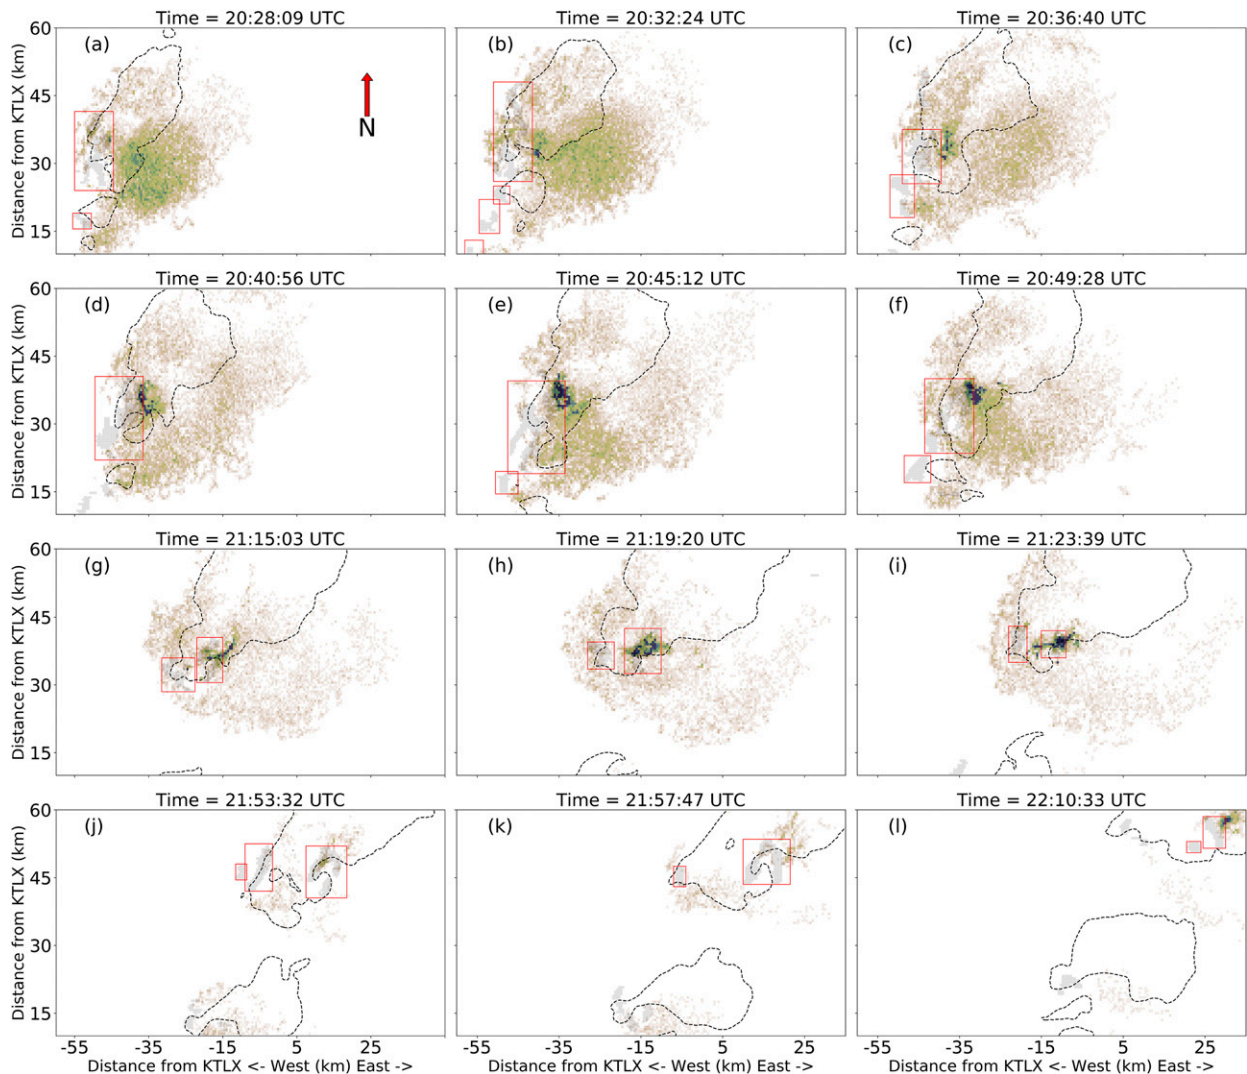 Time = 20:28:09 UTC
Time = 20:32:24 UTC
Time = 20:36:40 UTC
Distance from KTLX (km)
60
45
30
15
(a)
N
(b)
(c)
Time = 20:40:56 UTC
Time = 20:45:12 UTC
Time = 20:49:28 UTC
Distance from KTLX (km)
60
45
30
15
(d)
(e)
(f)
Time = 21:15:03 UTC
Time = 21:19:20 UTC
Time = 21:23:39 UTC
Distance from KTLX (km)
60
45
30
15
(g)
(h)
(i)
Time = 21:53:32 UTC
Time = 21:57:47 UTC
Time = 22:10:33 UTC
Distance from KTLX (km)
60
45
30
15
(j)
(k)
(l)
-55 -35 -15 5 25
-55 -35 -15 5 25
-55 -35 -15 5 25
Distance from KTLX <- West (km) East ->
Distance from KTLX <- West (km) East ->
Distance from KTLX <- West (km) East ->